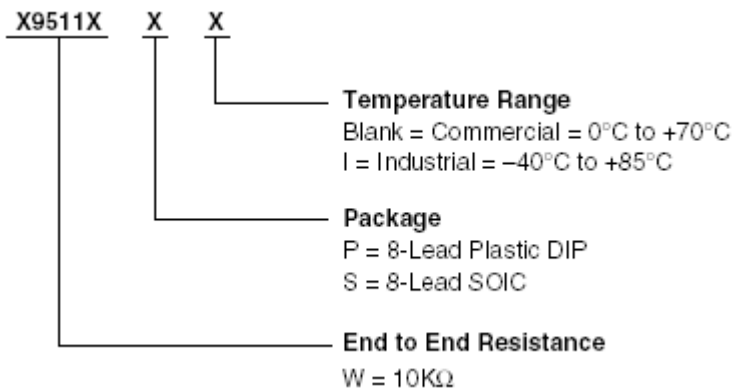 X9511X X X
Temperature Range
Blank = Commercial = 0°C to +70°C
I = Industrial = –40°C to +85°C
Package
P = 8-Lead Plastic DIP
S = 8-Lead SOIC
End to End Resistance
W = 10KΩ